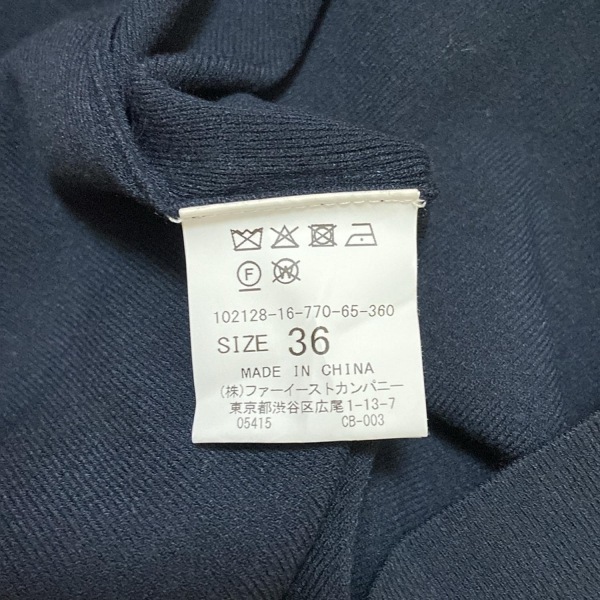 F
W
102128-16-770-65-360
SIZE 36
MADE IN CHINA
(株)ファーイーストカンパニー
東京都渋谷区広尾1-13-7
05415 CB-003